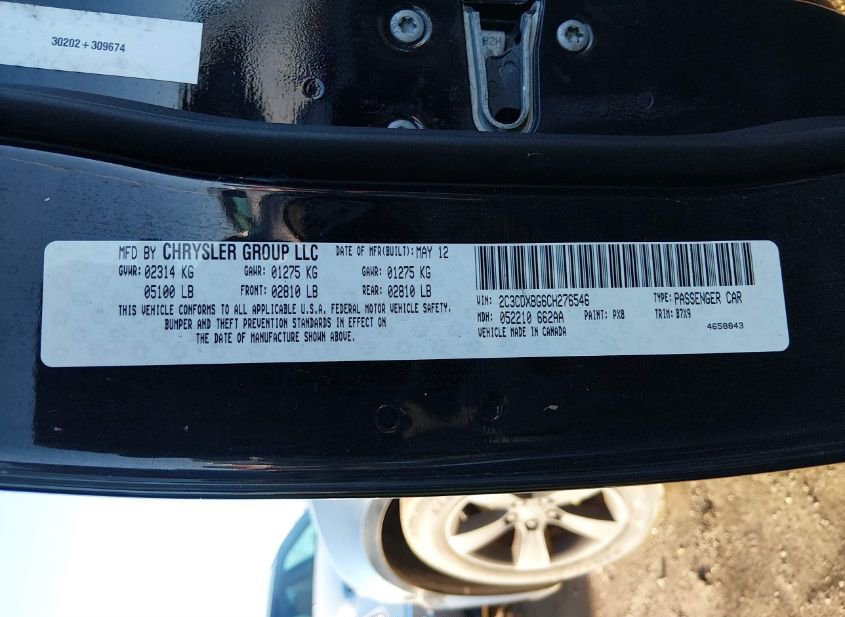 30202+309674
BZH
MFD BY CHRYSLER GROUP LLC DATE OF MFR(BUILT): MAY 12
GVWR: 02314 KG GAWR: 01275 KG GAWR: 01275 KG
05100 LB FRONT: 02810 LB REAR: 02810 LB
THIS VEHICLE CONFORMS TO ALL APPLICABLE U.S.A. FEDERAL MOTOR VEHICLE SAFETY,
BUMPER AND THEFT PREVENTION STANDARDS IN EFFECT ON
THE DATE OF MANUFACTURE SHOWN ABOVE.
VIN: 2C3CDXBG6CH276546 TYPE: PASSENGER CAR
MDH: 052210 662AA PAINT: PX8 TRIM: B7X9
VEHICLE MADE IN CANADA 4658843